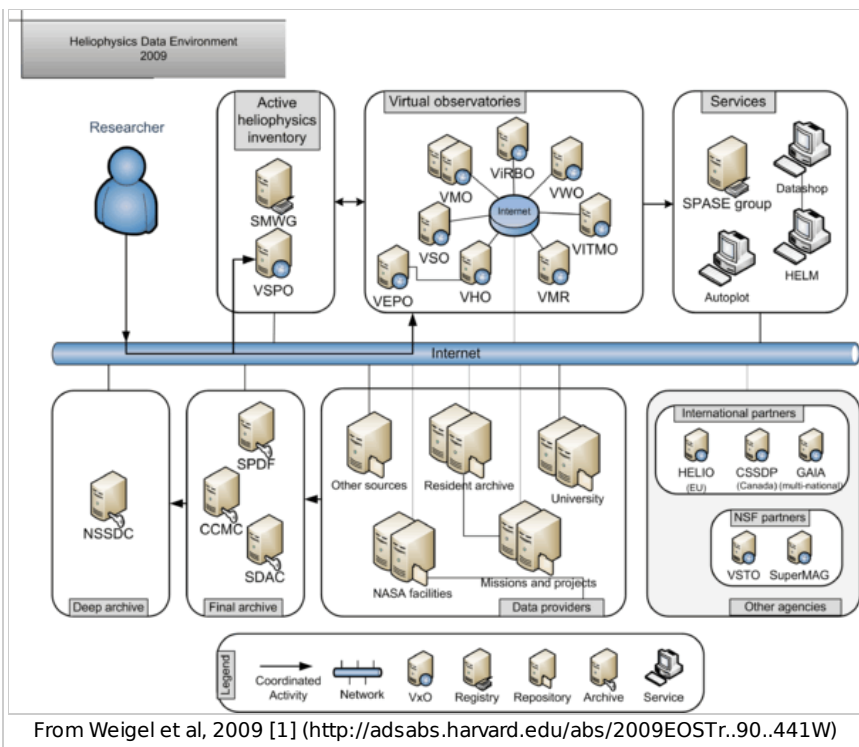 Heliophysics Data Environment
2009
Researcher
Active
heliophysics
inventory
SMWG
VSPO
Virtual observatories
VMO
ViRBO
VWO
Internet
VSO
VITMO
VEPO
VHO
VMR
Services
SPASE group
Datashop
Autoplot
HELM
Internet
NSSDC
Deep archive
SPDF
CCMC
SDAC
Final archive
Other sources
Resident archive
University
NASA facilities
Missions and projects
Data providers
International partners
HELIO
(EU)
CSSDP
(Canada)
GAIA
(multi-national)
NSF partners
VSTO
SuperMAG
Other agencies
Legend
Coordinated
Activity
Network
VxO
Registry
Repository
Archive
Service
From Weigel et al, 2009 [1] (http://adsabs.harvard.edu/abs/2009EOSTr..90..441W)